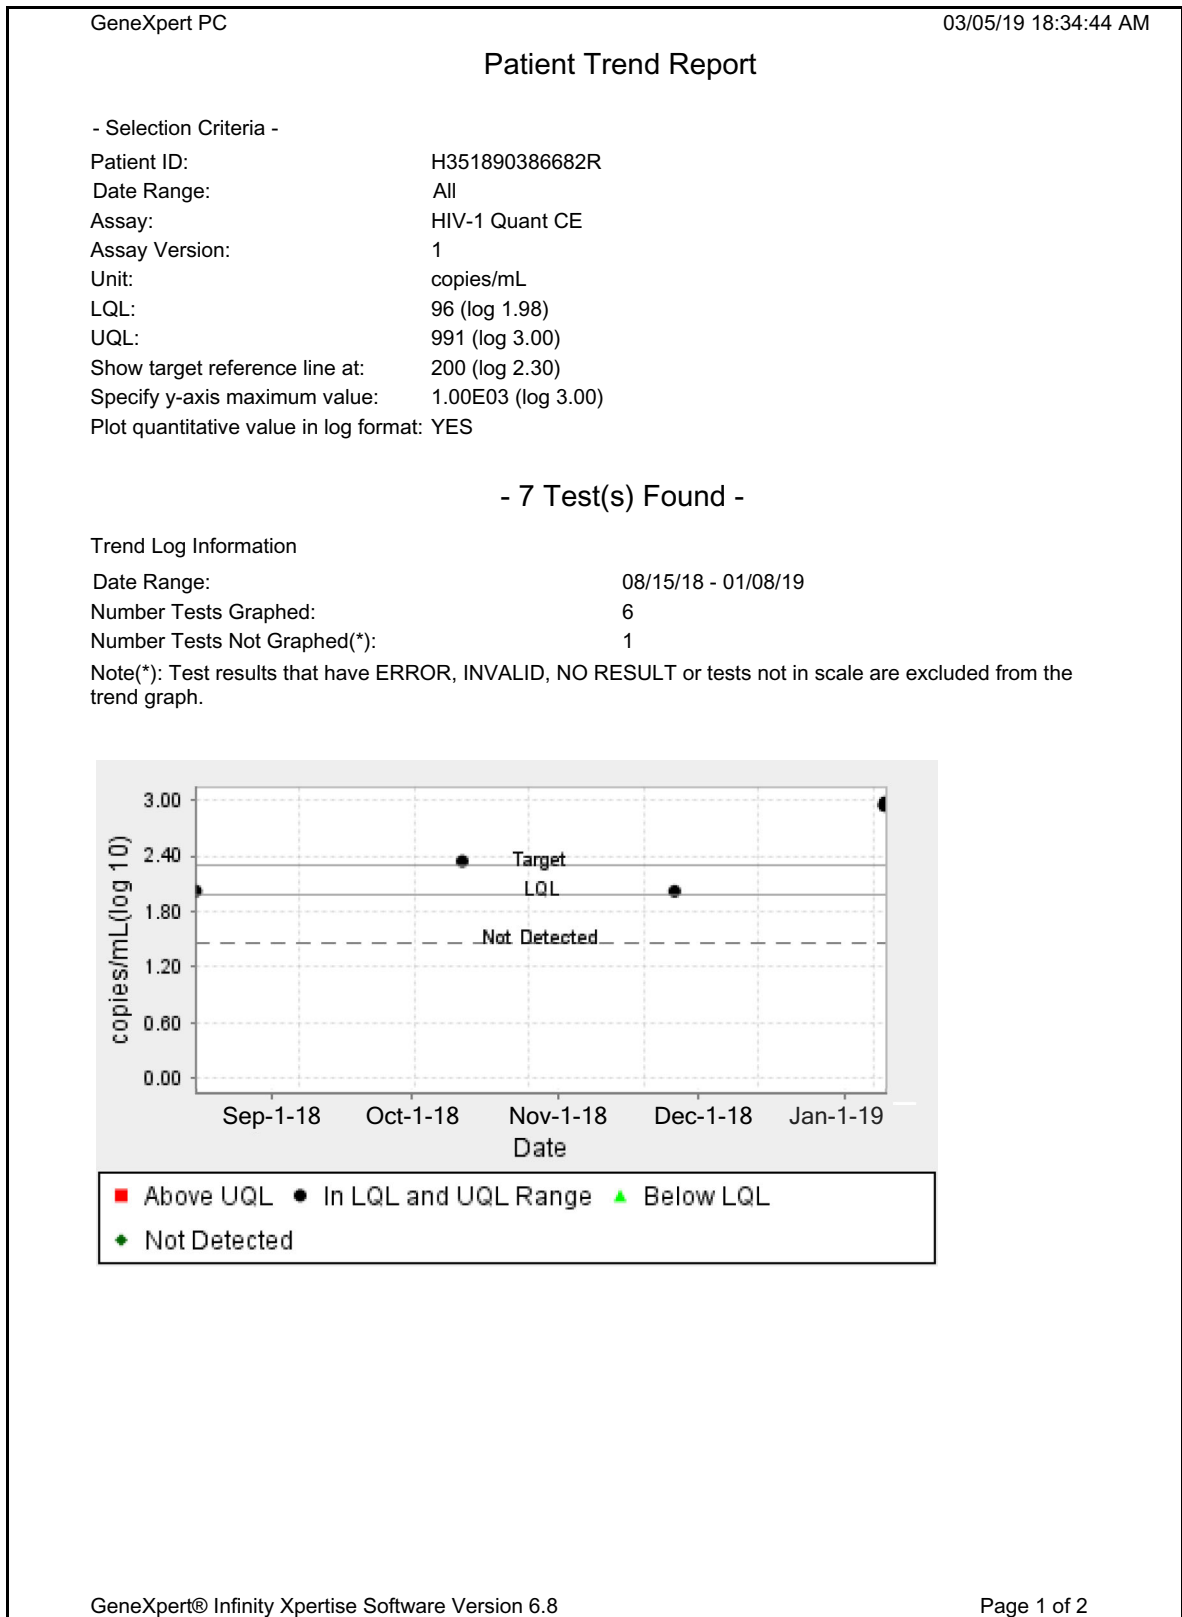 GeneXpert PC 03/05/19 18:34:44 AM
Patient Trend Report
- Selection Criteria -
Patient ID: H351890386682R
Date Range: All
Assay: HIV-1 Quant CE
Assay Version: 1
Unit: copies/mL
LQL: 96 (log 1.98)
UQL: 991 (log 3.00)
Show target reference line at: 200 (log 2.30)
Specify y-axis maximum value: 1.00E03 (log 3.00)
Plot quantitative value in log format: YES
- 7 Test(s) Found -
Trend Log Information
Date Range: 08/15/18 - 01/08/19
Number Tests Graphed: 6
Number Tests Not Graphed(*): 1
Note(*): Test results that have ERROR, INVALID, NO RESULT or tests not in scale are excluded from the
trend graph.
copies/mL(log 10)
3.00
2.40
1.80
1.20
0.60
0.00
Target
LQL
Not Detected
Sep-1-18 Oct-1-18 Nov-1-18 Dec-1-18 Jan-1-19
Date
Above UQL In LQL and UQL Range Below LQL
Not Detected
GeneXpert® Infinity Xpertise Software Version 6.8 Page 1 of 2